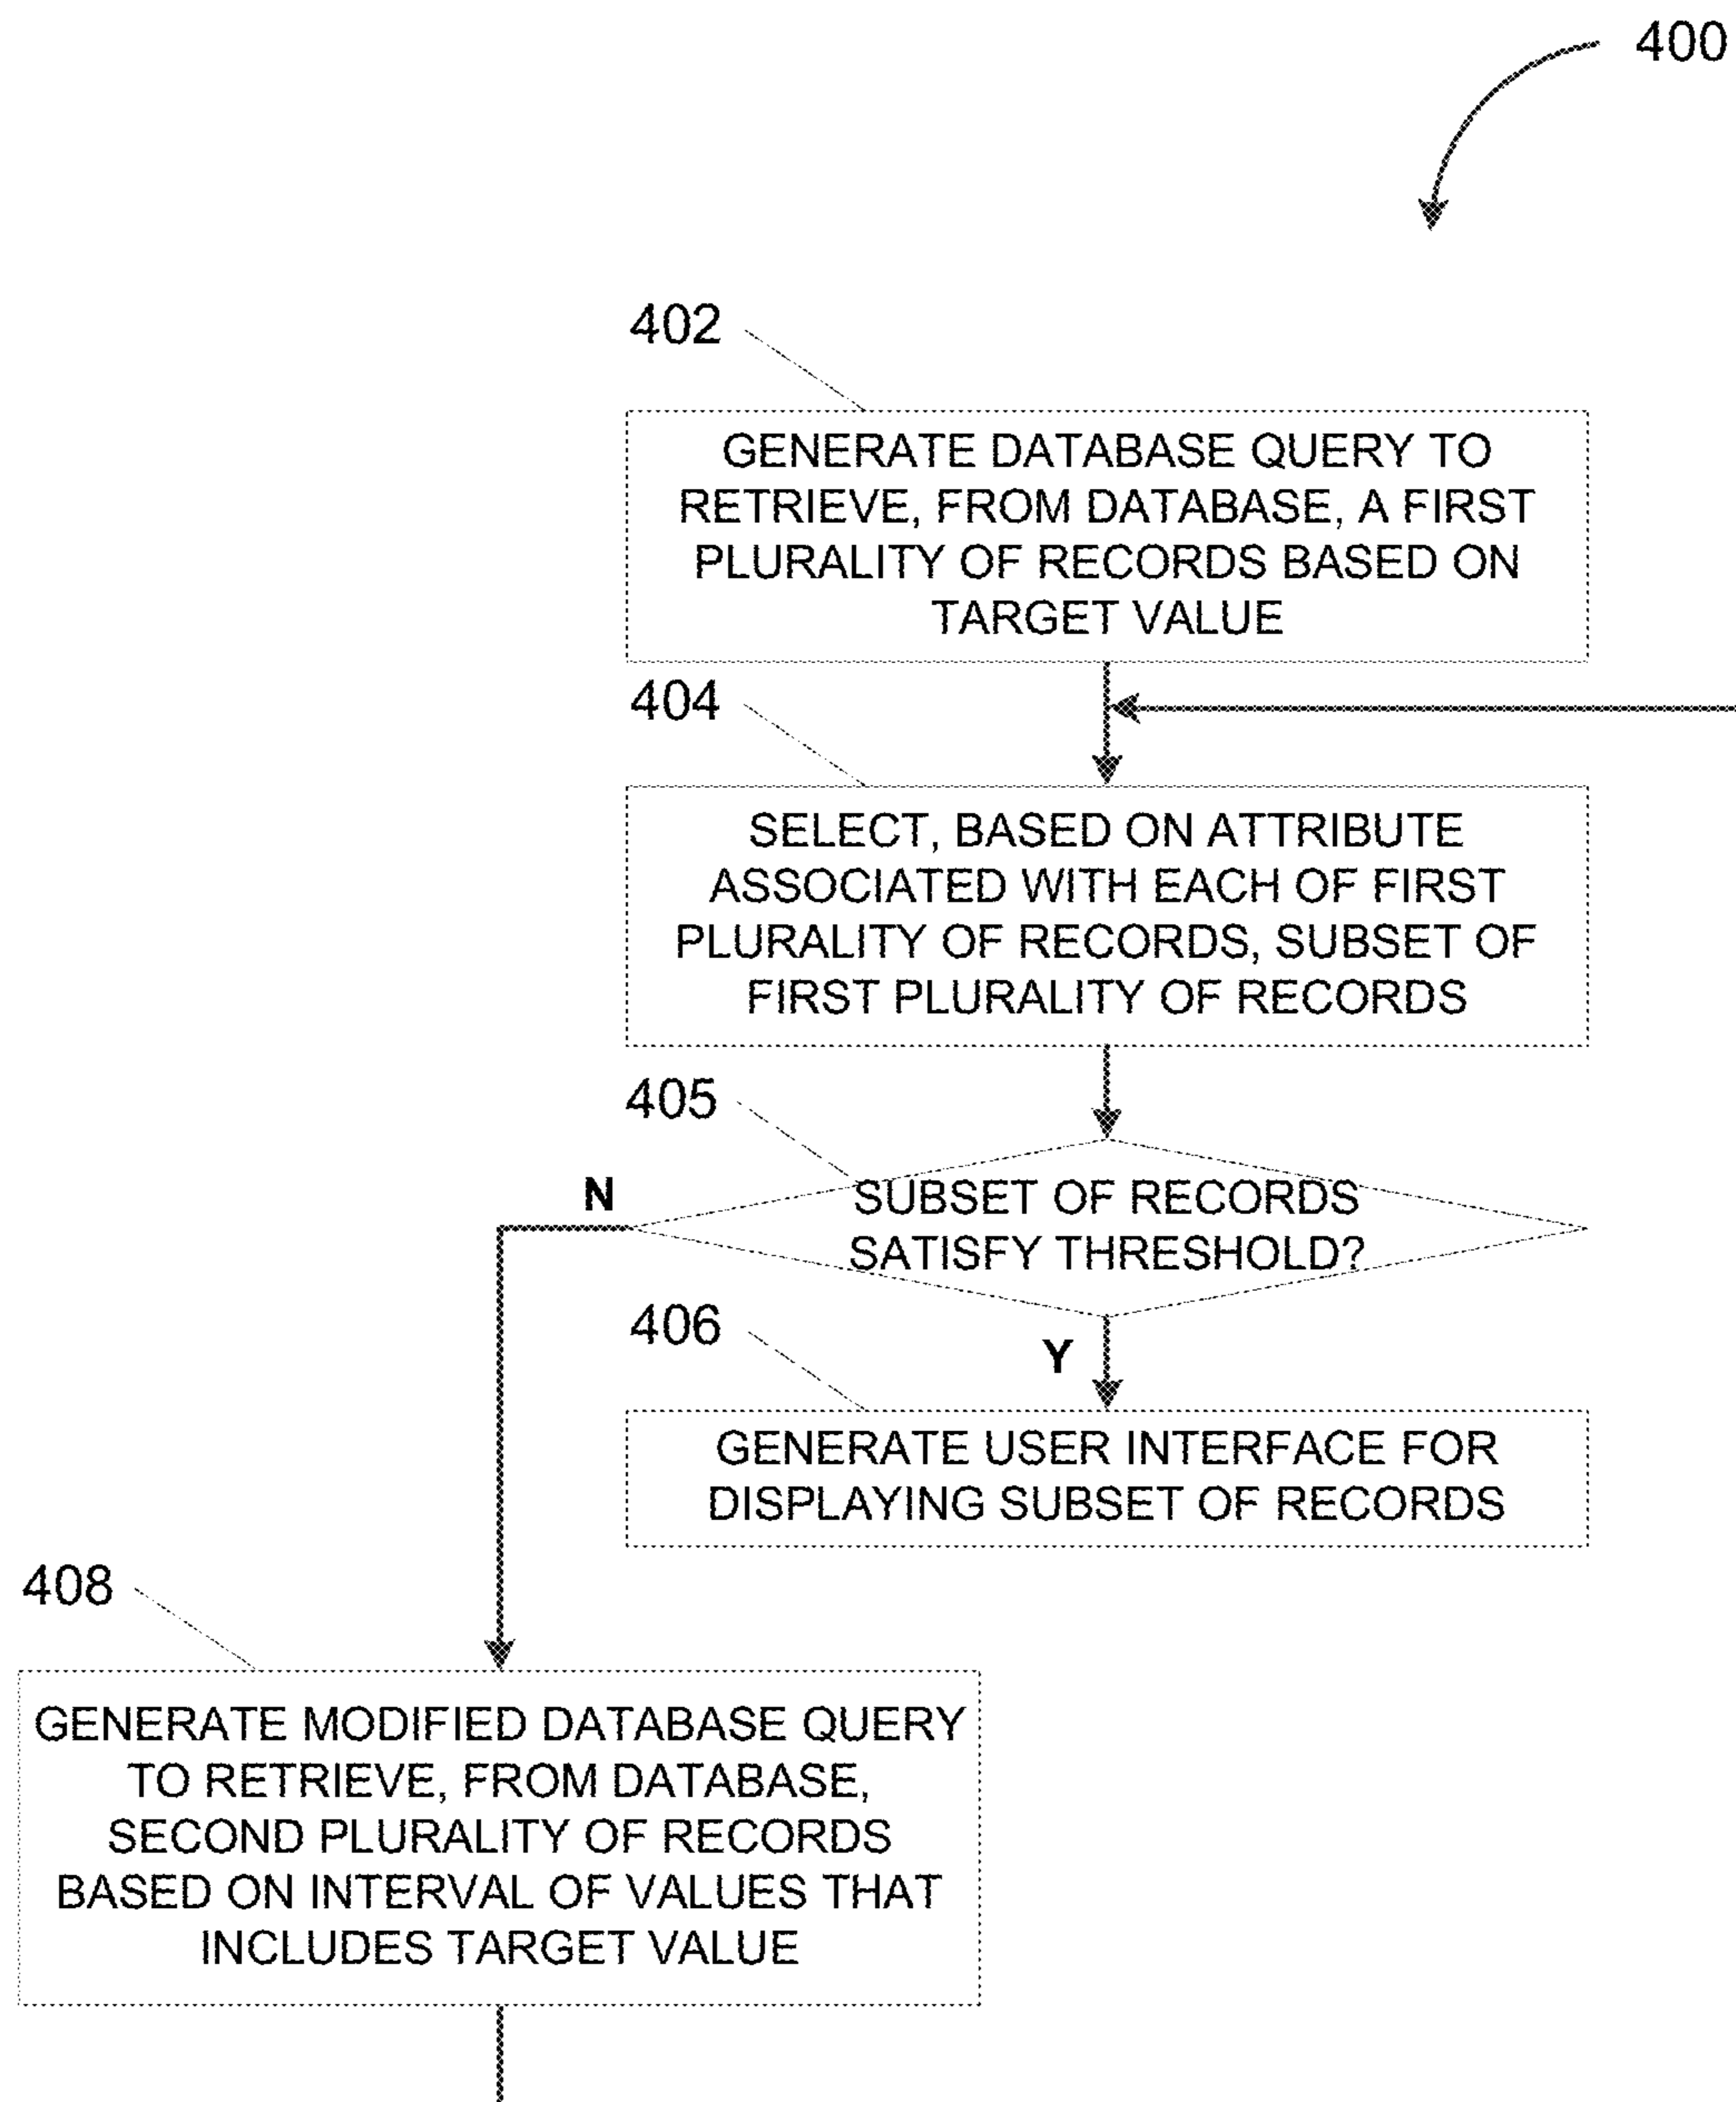 400
402
GENERATE DATABASE QUERY TO
RETRIEVE, FROM DATABASE, A FIRST
PLURALITY OF RECORDS BASED ON
TARGET VALUE
404
SELECT, BASED ON ATTRIBUTE
ASSOCIATED WITH EACH OF FIRST
PLURALITY OF RECORDS, SUBSET OF
FIRST PLURALITY OF RECORDS
405
N
SUBSET OF RECORDS
SATISFY THRESHOLD?
406
Y
GENERATE USER INTERFACE FOR
DISPLAYING SUBSET OF RECORDS
408
GENERATE MODIFIED DATABASE QUERY
TO RETRIEVE, FROM DATABASE,
SECOND PLURALITY OF RECORDS
BASED ON INTERVAL OF VALUES THAT
INCLUDES TARGET VALUE